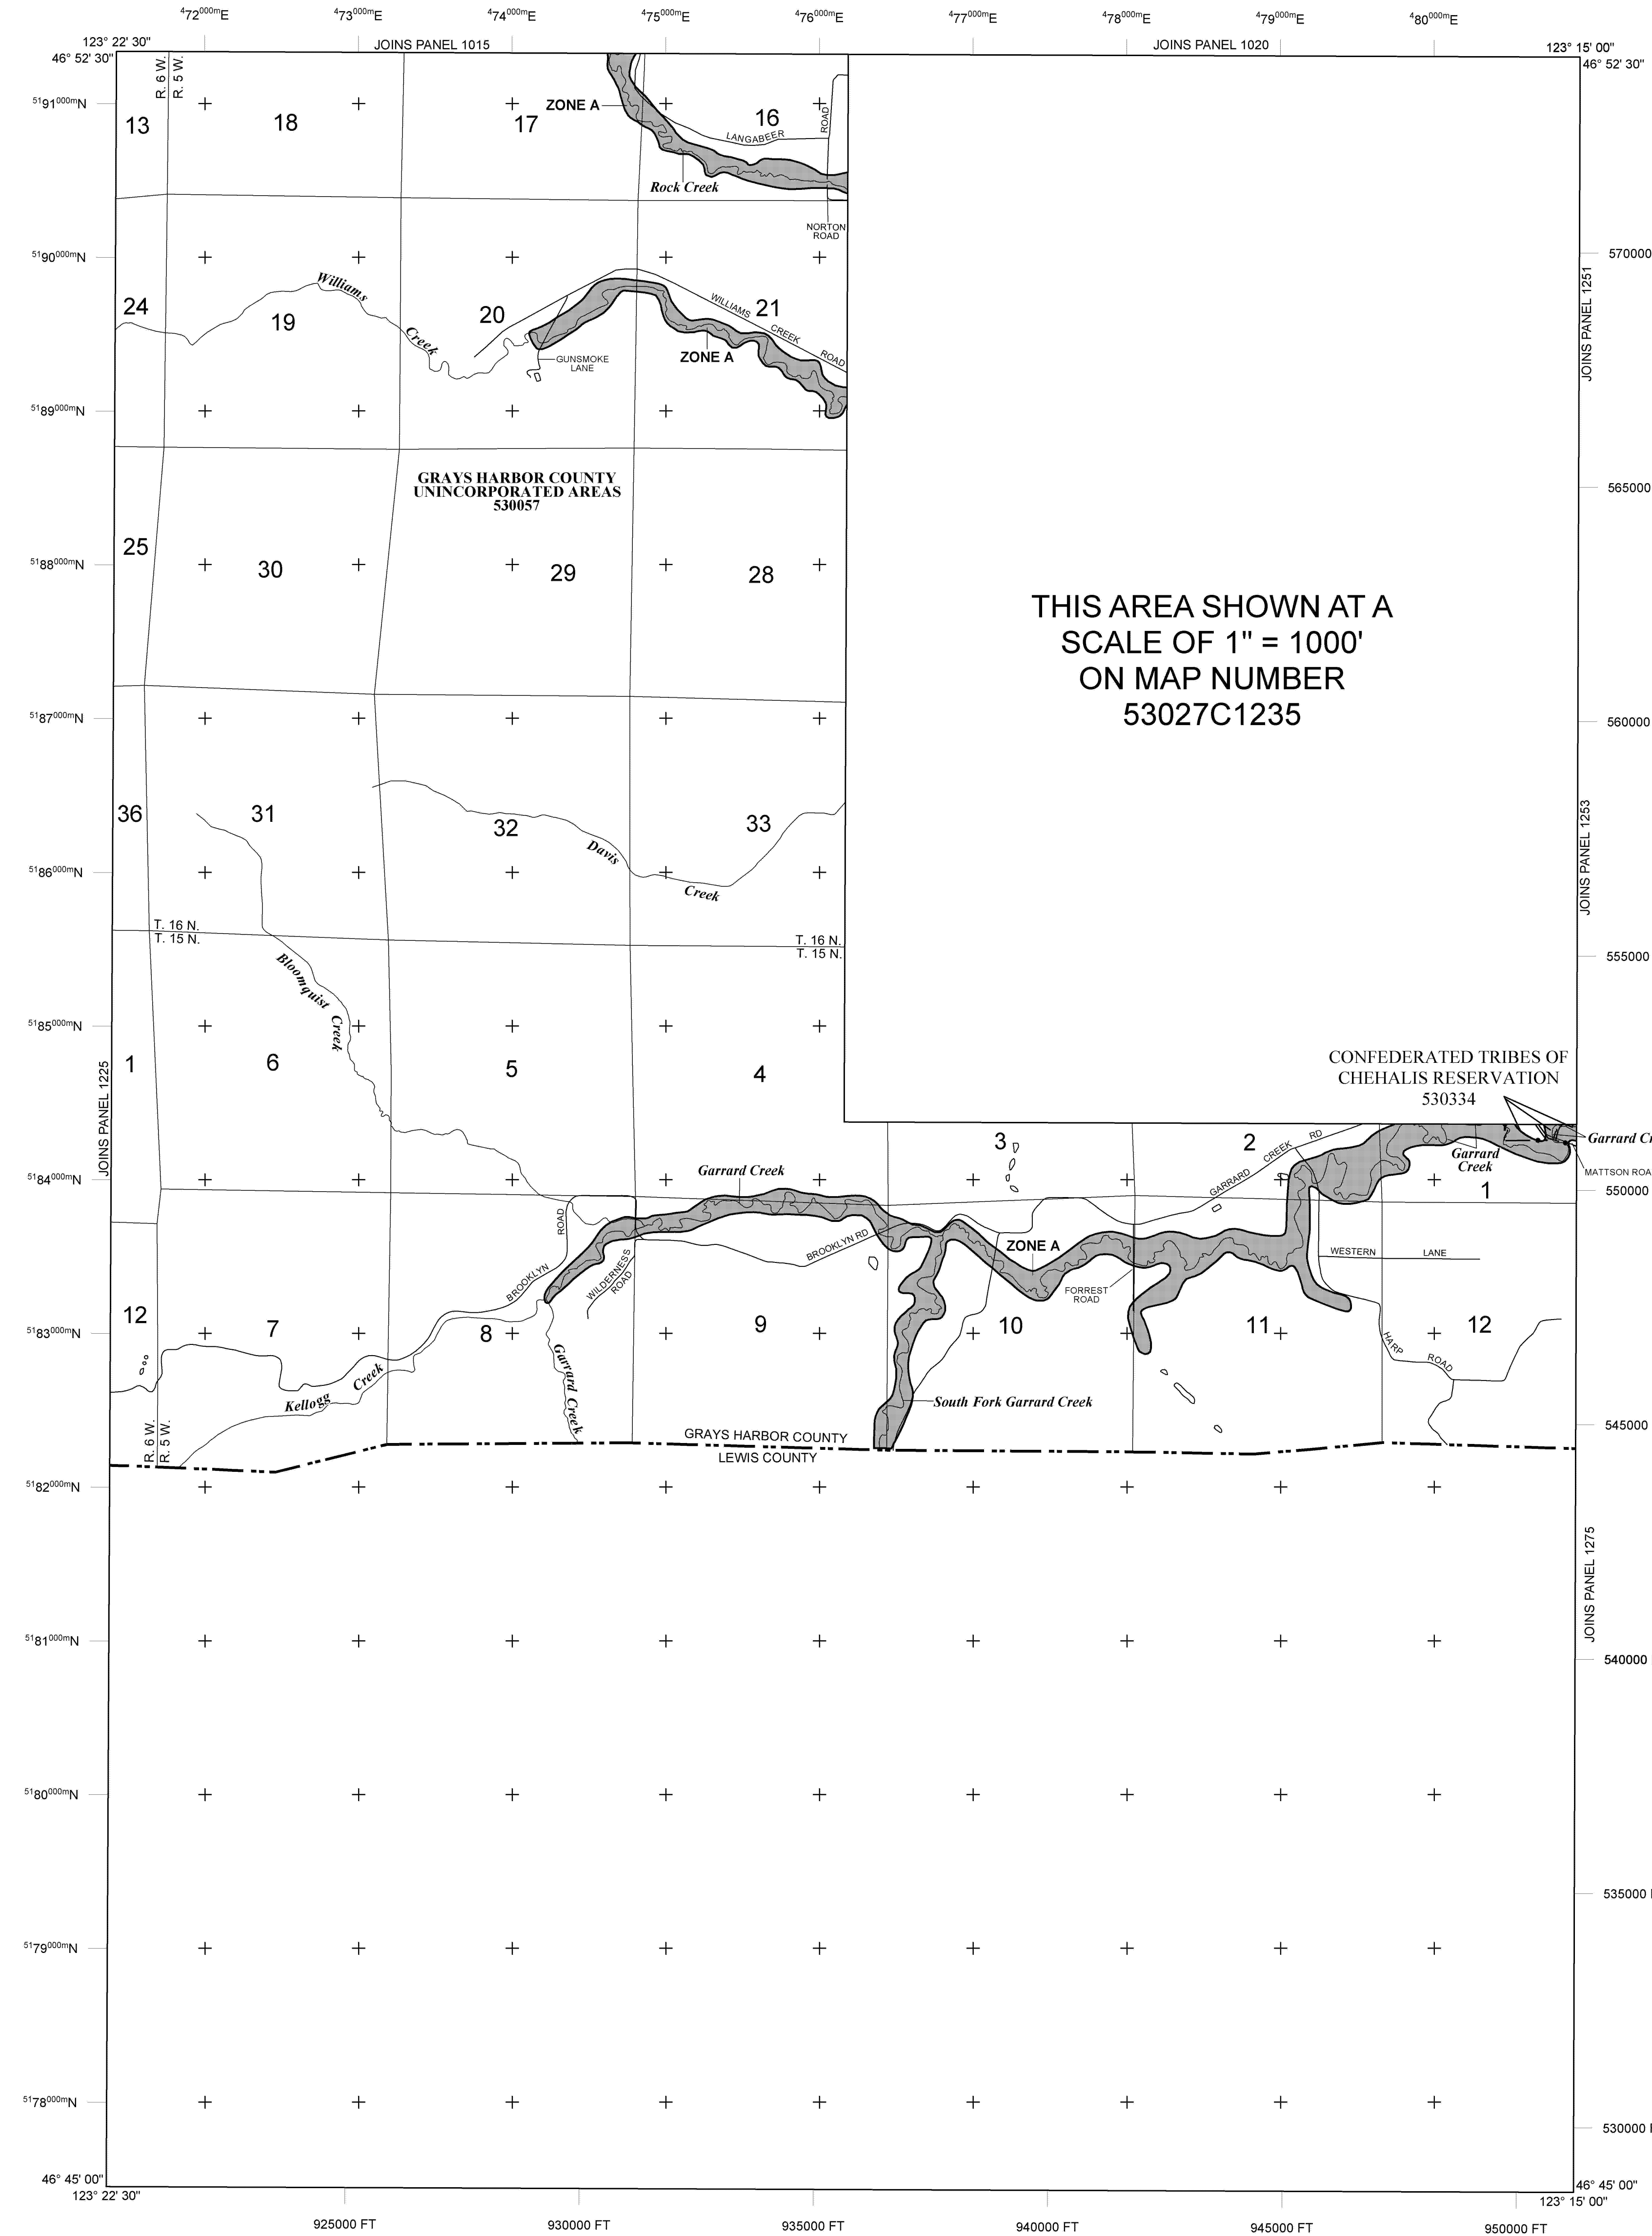 472000mE 473000mE 474000mE 475000mE 476000mE 477000mE 478000mE 479000mE 480000mE
123° 22' 30"
JOINS PANEL 1015
JOINS PANEL 1020
123° 15' 00"
46° 52' 30"
46° 52' 30"
R. 6 W.
R. 5 W.
5191000mN
ZONE A
13
18
17
16
LANGABEER
ROAD
Rock Creek
NORTON
ROAD
5190000mN
570000
JOINS PANEL 1251
Williams
Creek
24
19
20
21
WILLIAMS
CREEK
ROAD
ZONE A
GUNSMOKE
LANE
5189000mN
GRAYS HARBOR COUNTY
UNINCORPORATED AREAS
530057
565000
25
30
29
28
5188000mN
THIS AREA SHOWN AT A
SCALE OF 1" = 1000'
ON MAP NUMBER
53027C1235
5187000mN
560000
36
31
32
33
JOINS PANEL 1253
Davis
Creek
5186000mN
T. 16 N.
T. 15 N.
T. 16 N.
T. 15 N.
555000
Bloomquist
Creek
5185000mN
JOINS PANEL 1225
1
6
5
4
CONFEDERATED TRIBES OF
CHEHALIS RESERVATION
530334
3
2
GARRARD
CREEK
RD
Garrard
Creek
Garrard Cr
MATTSON ROA
Garrard Creek
5184000mN
1
550000
ROAD
BROOKLYN
WILDERNESS
ROAD
BROOKLYN RD
ZONE A
FORREST
ROAD
WESTERN
LANE
12
7
8
9
10
11
12
5183000mN
HARP
ROAD
Garrard Creek
Kellogg
Creek
South Fork Garrard Creek
R. 6 W.
R. 5 W.
GRAYS HARBOR COUNTY
LEWIS COUNTY
545000
5182000mN
JOINS PANEL 1275
5181000mN
540000
5180000mN
535000
5179000mN
5178000mN
530000
46° 45' 00"
46° 45' 00"
123° 22' 30"
123° 15' 00"
925000 FT
930000 FT
935000 FT
940000 FT
945000 FT
950000 FT